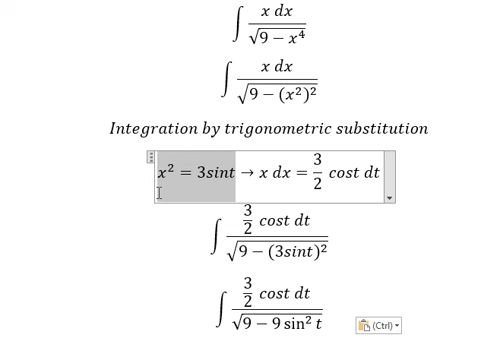 ∫ x dx / √(9 − x⁴)
∫ x dx / √(9 − (x²)²)
Integration by trigonometric substitution
x² = 3sint → x dx = 3/2 cost dt
∫ 3/2 cost dt / √(9 − (3sint)²)
∫ 3/2 cost dt / √(9 − 9 sin² t)
(Ctrl)